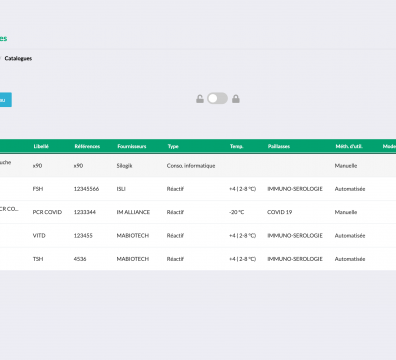 es
Catalogues
au
Libellé Références Fournisseurs Type Temp. Paillasses Méth. d'util. Mode
uche
x90 x90 Silogik Conso. informatique Manuelle
FSH 12345566 ISLI Réactif +4 ( 2-8 °C) IMMUNO-SEROLOGIE Automatisée
CR CO...
PCR COVID 1233344 IM ALLIANCE Réactif -20 °C COVID 19 Manuelle
VITD 123455 MABIOTECH Réactif +4 ( 2-8 °C) IMMUNO-SEROLOGIE Automatisée
TSH 4536 MABIOTECH Réactif +4 ( 2-8 °C) IMMUNO-SEROLOGIE Automatisée